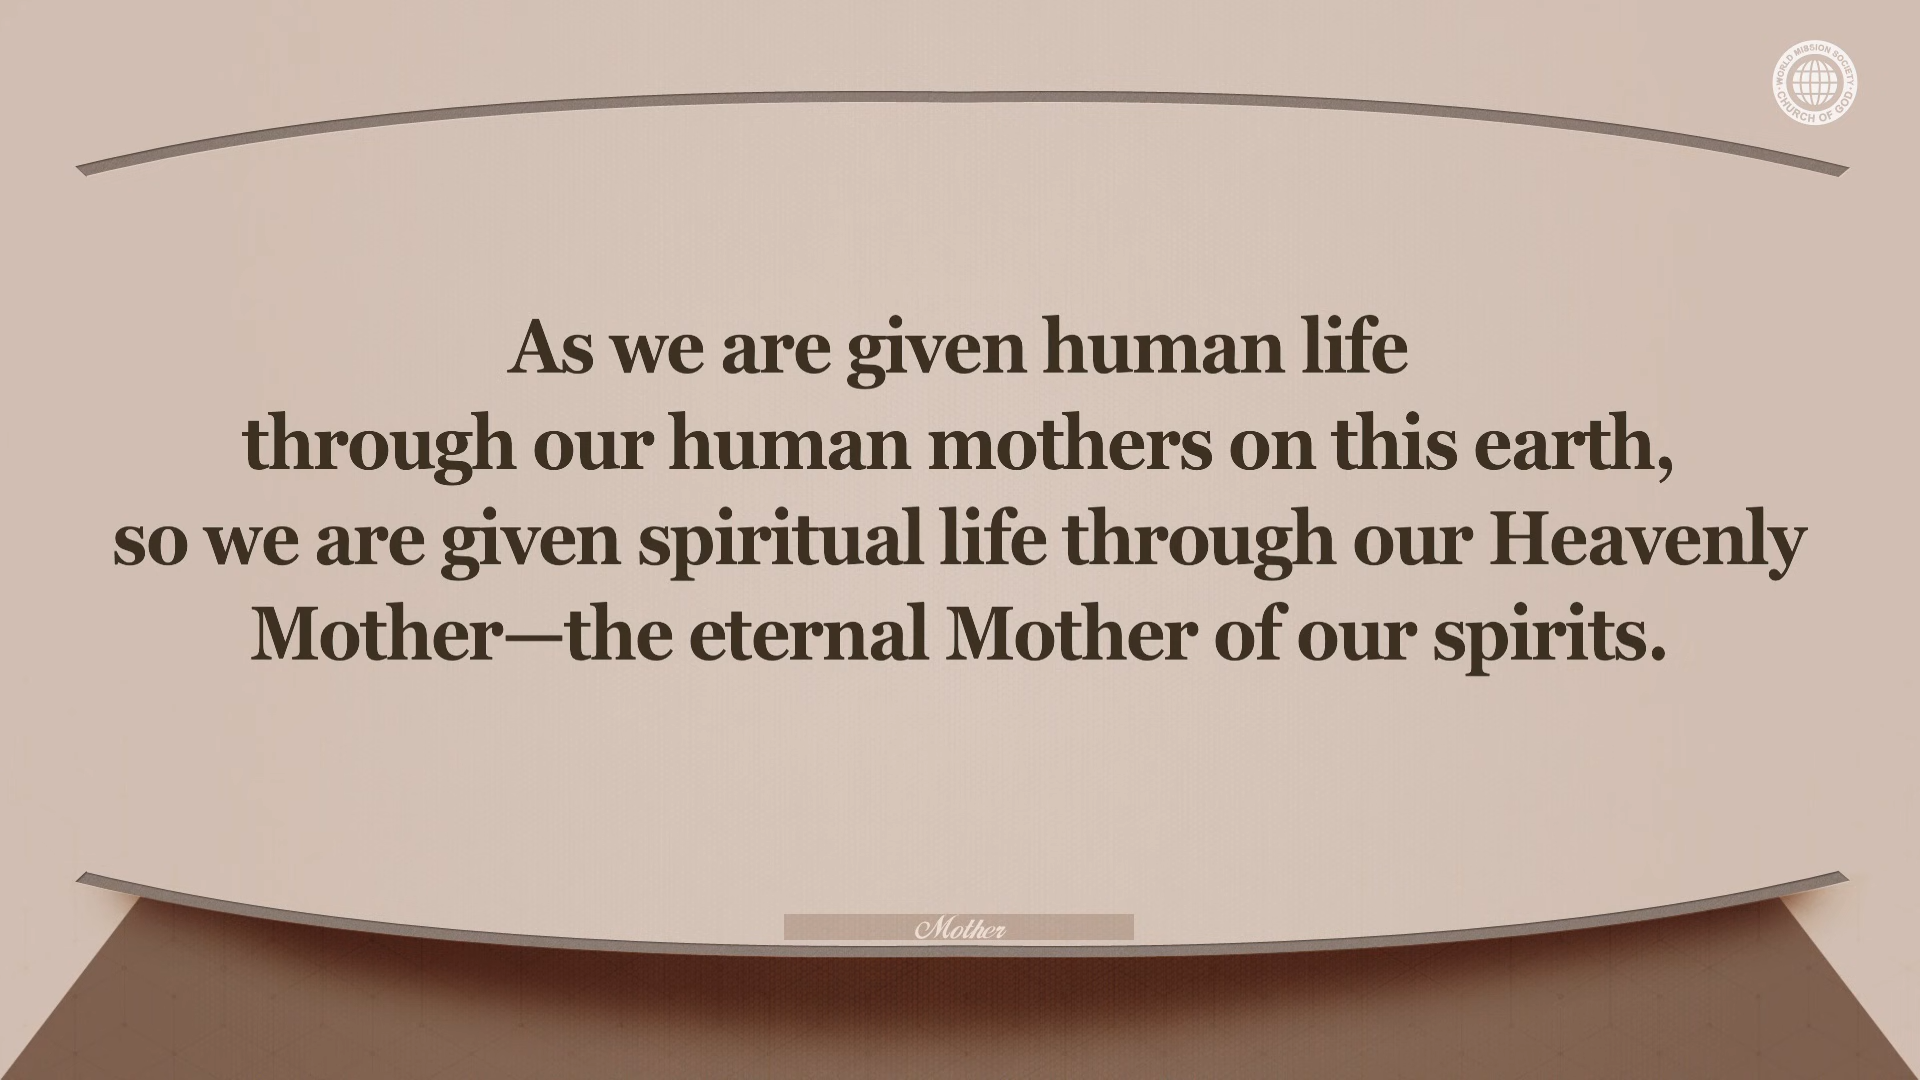 WORLD MISSION SOCIETY
CHURCH OF GOD
As we are given human life
through our human mothers on this earth,
so we are given spiritual life through our Heavenly
Mother—the eternal Mother of our spirits.
Mother